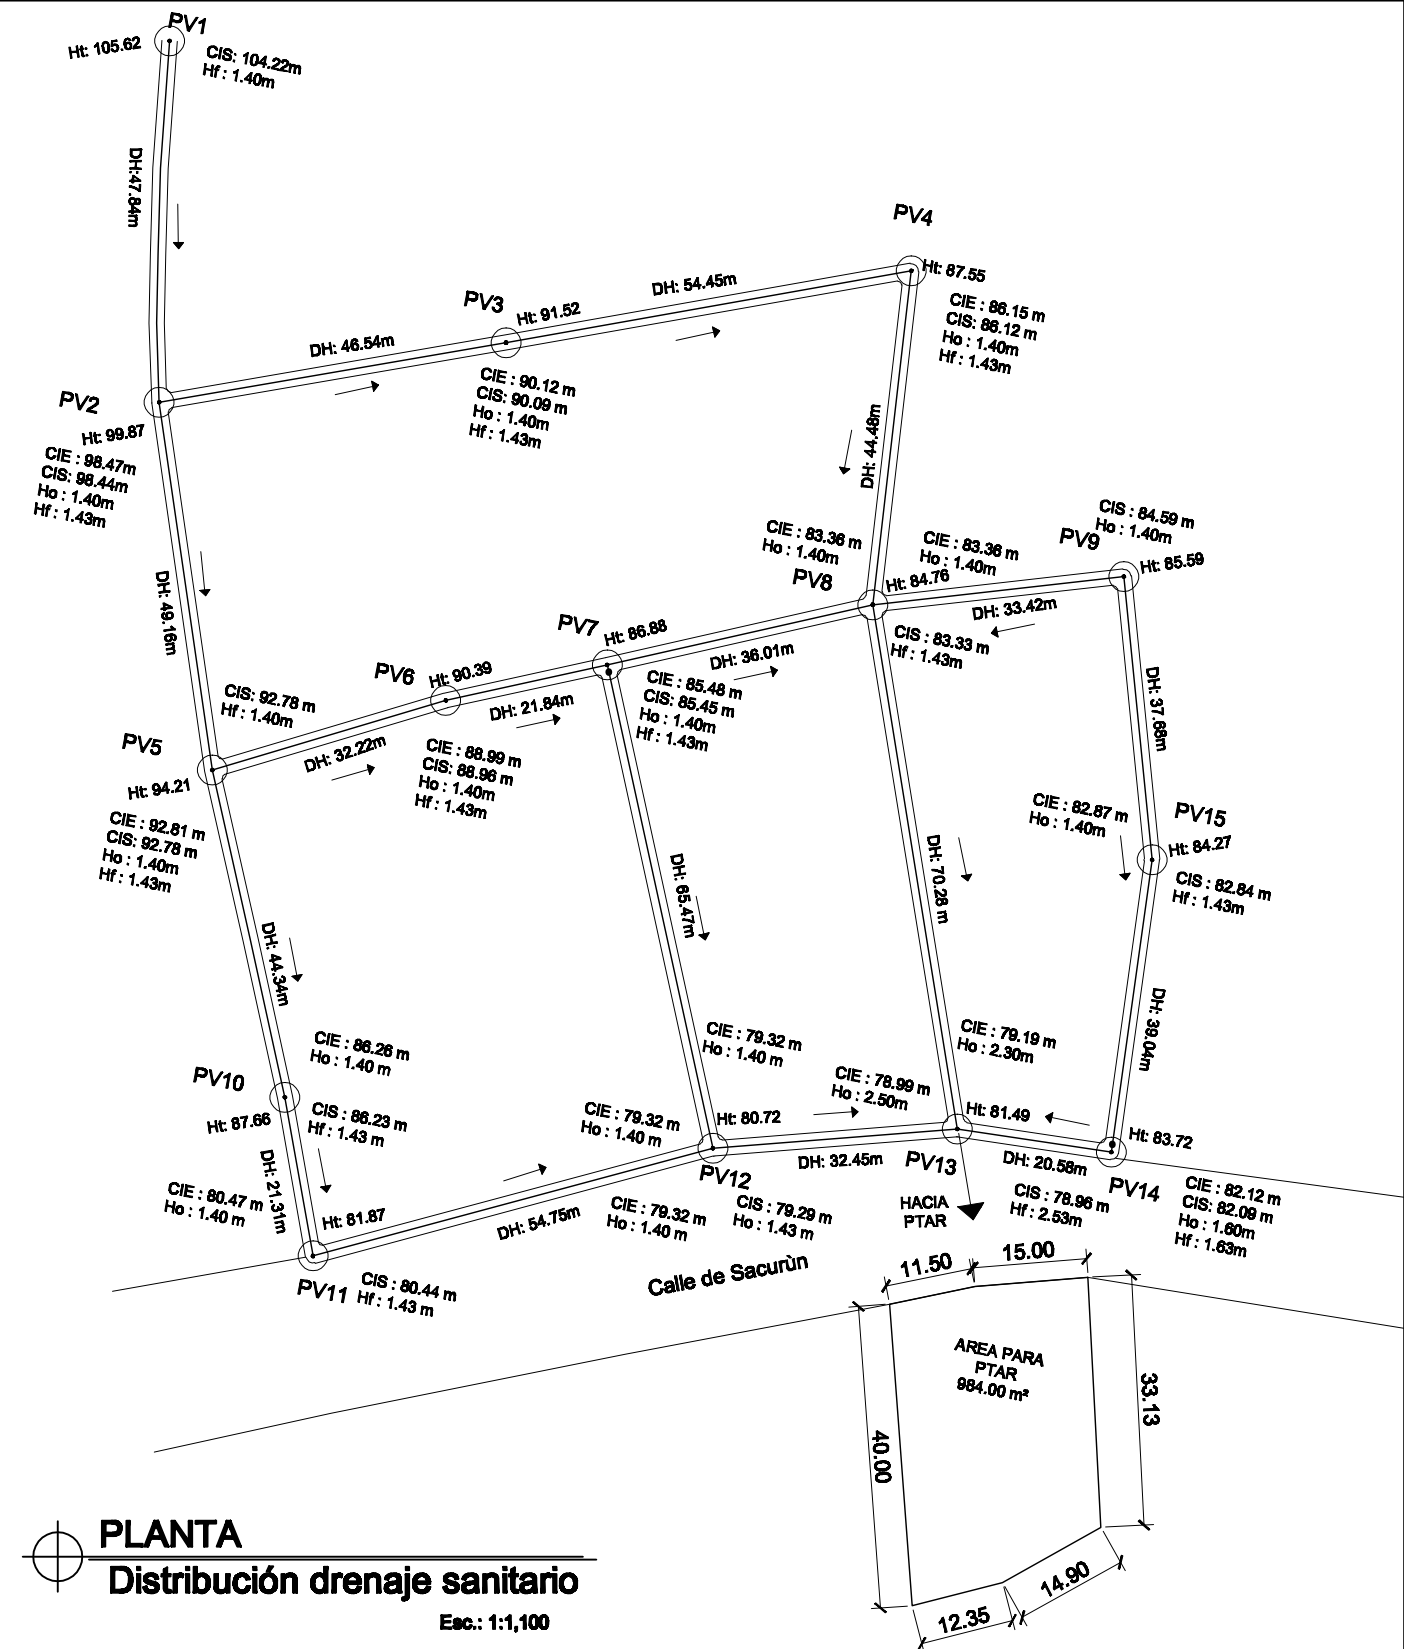 PV1
Ht: 105.62
CIS: 104.22m
Hf : 1.40m
DH:47.84m
PV4
Ht: 87.55
DH: 54.45m
CIE : 86.15 m
CIS: 86.12 m
Ho : 1.40m
Hf : 1.43m
PV3
Ht: 91.52
DH: 46.54m
CIE : 90.12 m
CIS: 90.09 m
Ho : 1.40m
Hf : 1.43m
PV2
Ht: 99.87
CIE : 98.47m
CIS: 98.44m
Ho : 1.40m
Hf : 1.43m
DH: 44.48m
CIS : 84.59 m
Ho : 1.40m
PV9
Ht: 85.59
CIE : 83.36 m
Ho : 1.40m
CIE : 83.36 m
Ho : 1.40m
PV8
Ht: 84.76
DH: 33.42m
CIS : 83.33 m
Hf : 1.43m
DH: 49.16m
PV7
Ht: 86.88
DH: 36.01m
CIE : 85.48 m
CIS: 85.45 m
Ho : 1.40m
Hf : 1.43m
PV6
Ht: 90.39
DH: 21.84m
CIS: 92.78 m
Hf : 1.40m
DH: 37.68m
PV5
Ht: 94.21
DH: 32.22m
CIE : 88.99 m
CIS: 88.96 m
Ho : 1.40m
Hf : 1.43m
CIE : 92.81 m
CIS: 92.78 m
Ho : 1.40m
Hf : 1.43m
CIE : 82.87 m
Ho : 1.40m
PV15
Ht: 84.27
CIS : 82.84 m
Hf : 1.43m
DH: 65.47m
DH: 70.28 m
DH: 44.34m
DH: 39.04m
CIE : 86.26 m
Ho : 1.40 m
CIE : 79.32 m
Ho : 1.40 m
CIE : 79.19 m
Ho : 2.30m
PV10
Ht: 87.66
CIS : 86.23 m
Hf : 1.43 m
CIE : 78.99 m
Ho : 2.50m
CIE : 79.32 m
Ho : 1.40 m
Ht: 80.72
Ht: 81.49
Ht: 83.72
DH: 21.31m
DH: 32.45m
PV13
DH: 20.58m
PV12
PV14
CIE : 80.47 m
Ho : 1.40 m
Ht: 81.87
DH: 54.75m
CIE : 79.32 m
Ho : 1.40 m
CIS : 79.29 m
Ho : 1.43 m
HACIA
PTAR
CIS : 78.96 m
Hf : 2.53m
CIE : 82.12 m
CIS: 82.09 m
Ho : 1.60m
Hf : 1.63m
PV11
CIS : 80.44 m
Hf : 1.43 m
Calle de Sacurùn
11.50
15.00
AREA PARA
PTAR
984.00 m²
33.13
40.00
14.90
12.35
PLANTA
Distribución drenaje sanitario
Esc.: 1:1,100